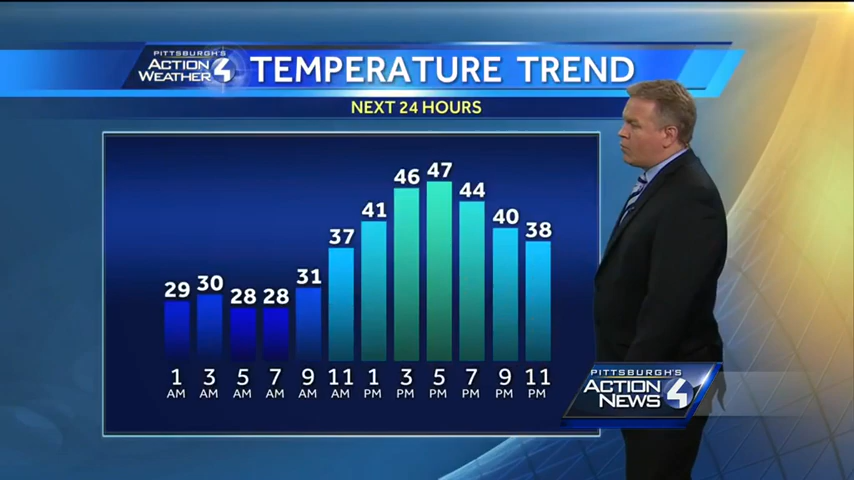 PITTSBURGH'S
ACTION
WEATHER 4
TEMPERATURE TREND
NEXT 24 HOURS
29 30 28 28 31 37 41 46 47 44 40 38
1 3 5 7 9 11 1 3 5 7 9 11
AM AM AM AM AM AM PM PM PM PM PM PM
PITTSBURGH'S
ACTION
NEWS 4